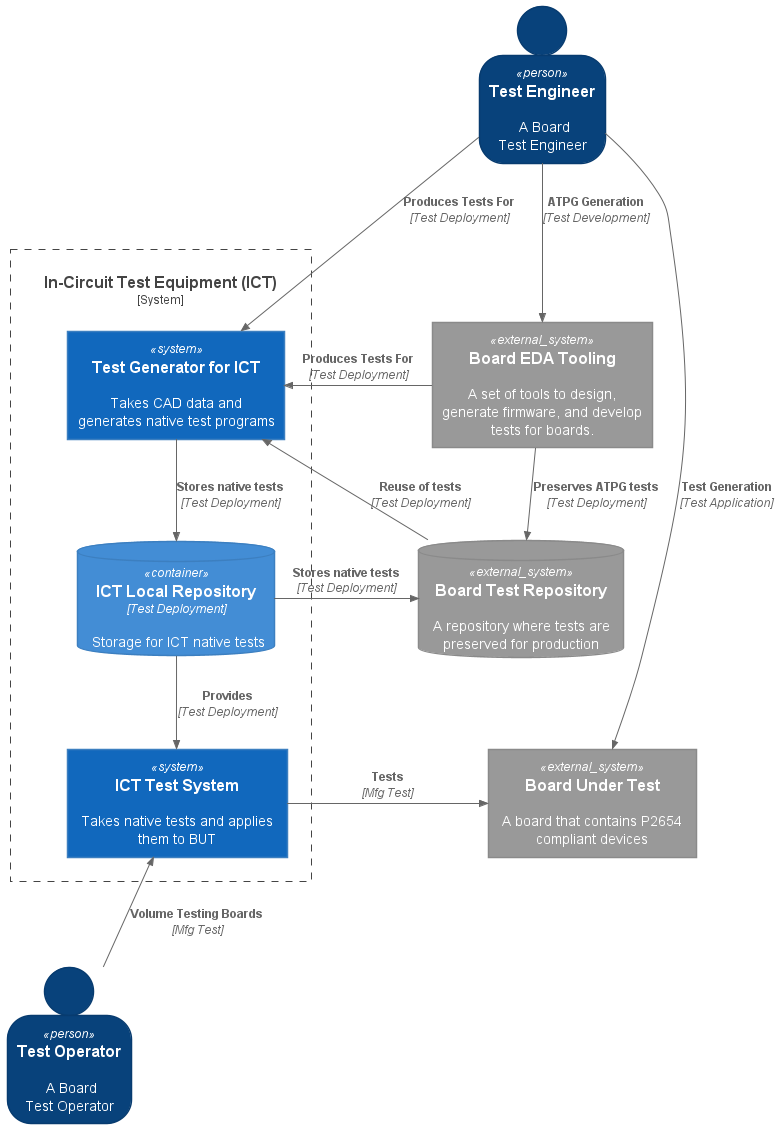 «person»
Test Engineer
A Board
Test Engineer
Produces Tests For
[Test Deployment]
ATPG Generation
[Test Development]
In-Circuit Test Equipment (ICT)
[System]
«system»
Test Generator for ICT
Takes CAD data and
generates native test programs
Produces Tests For
[Test Deployment]
«external_system»
Board EDA Tooling
A set of tools to design,
generate firmware, and develop
tests for boards.
Stores native tests
[Test Deployment]
Reuse of tests
[Test Deployment]
Preserves ATPG tests
[Test Deployment]
Test Generation
[Test Application]
«container»
ICT Local Repository
[Test Deployment]
Storage for ICT native tests
Stores native tests
[Test Deployment]
«external_system»
Board Test Repository
A repository where tests are
preserved for production
Provides
[Test Deployment]
«system»
ICT Test System
Takes native tests and applies
them to BUT
Tests
[Mfg Test]
«external_system»
Board Under Test
A board that contains P2654
compliant devices
Volume Testing Boards
[Mfg Test]
«person»
Test Operator
A Board
Test Operator